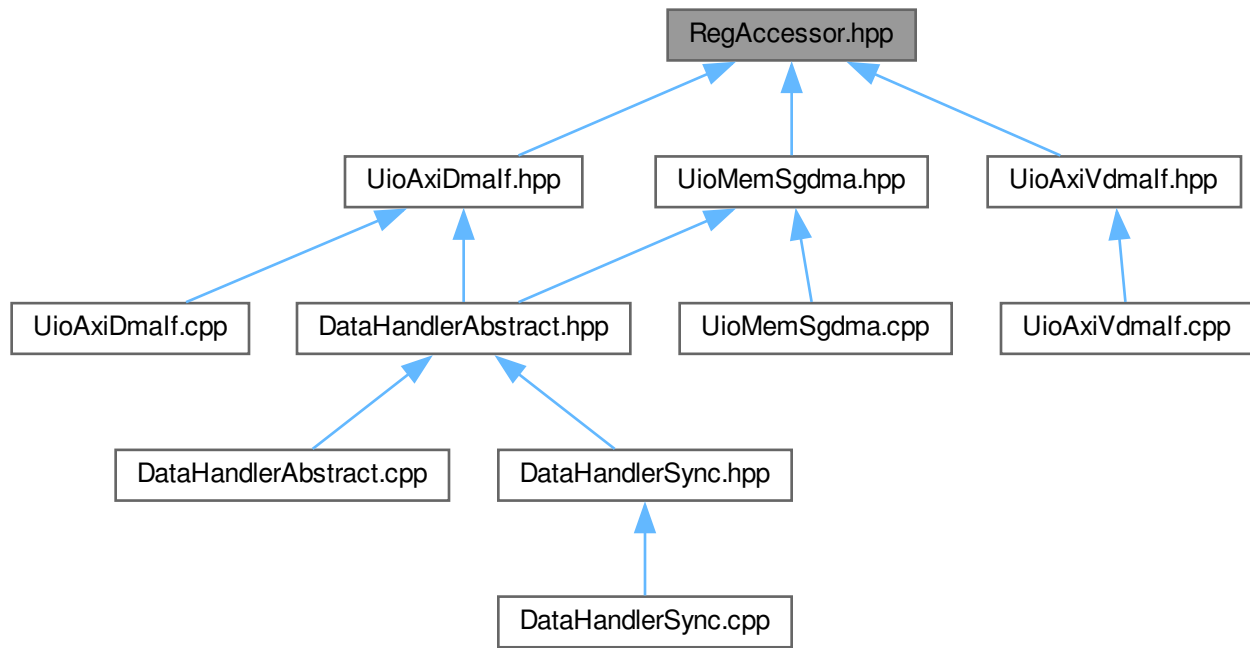 RegAccessor.hpp
UioAxiDmaIf.hpp
UioMemSgdma.hpp
UioAxiVdmaIf.hpp
UioAxiDmaIf.cpp
DataHandlerAbstract.hpp
UioMemSgdma.cpp
UioAxiVdmaIf.cpp
DataHandlerAbstract.cpp
DataHandlerSync.hpp
DataHandlerSync.cpp